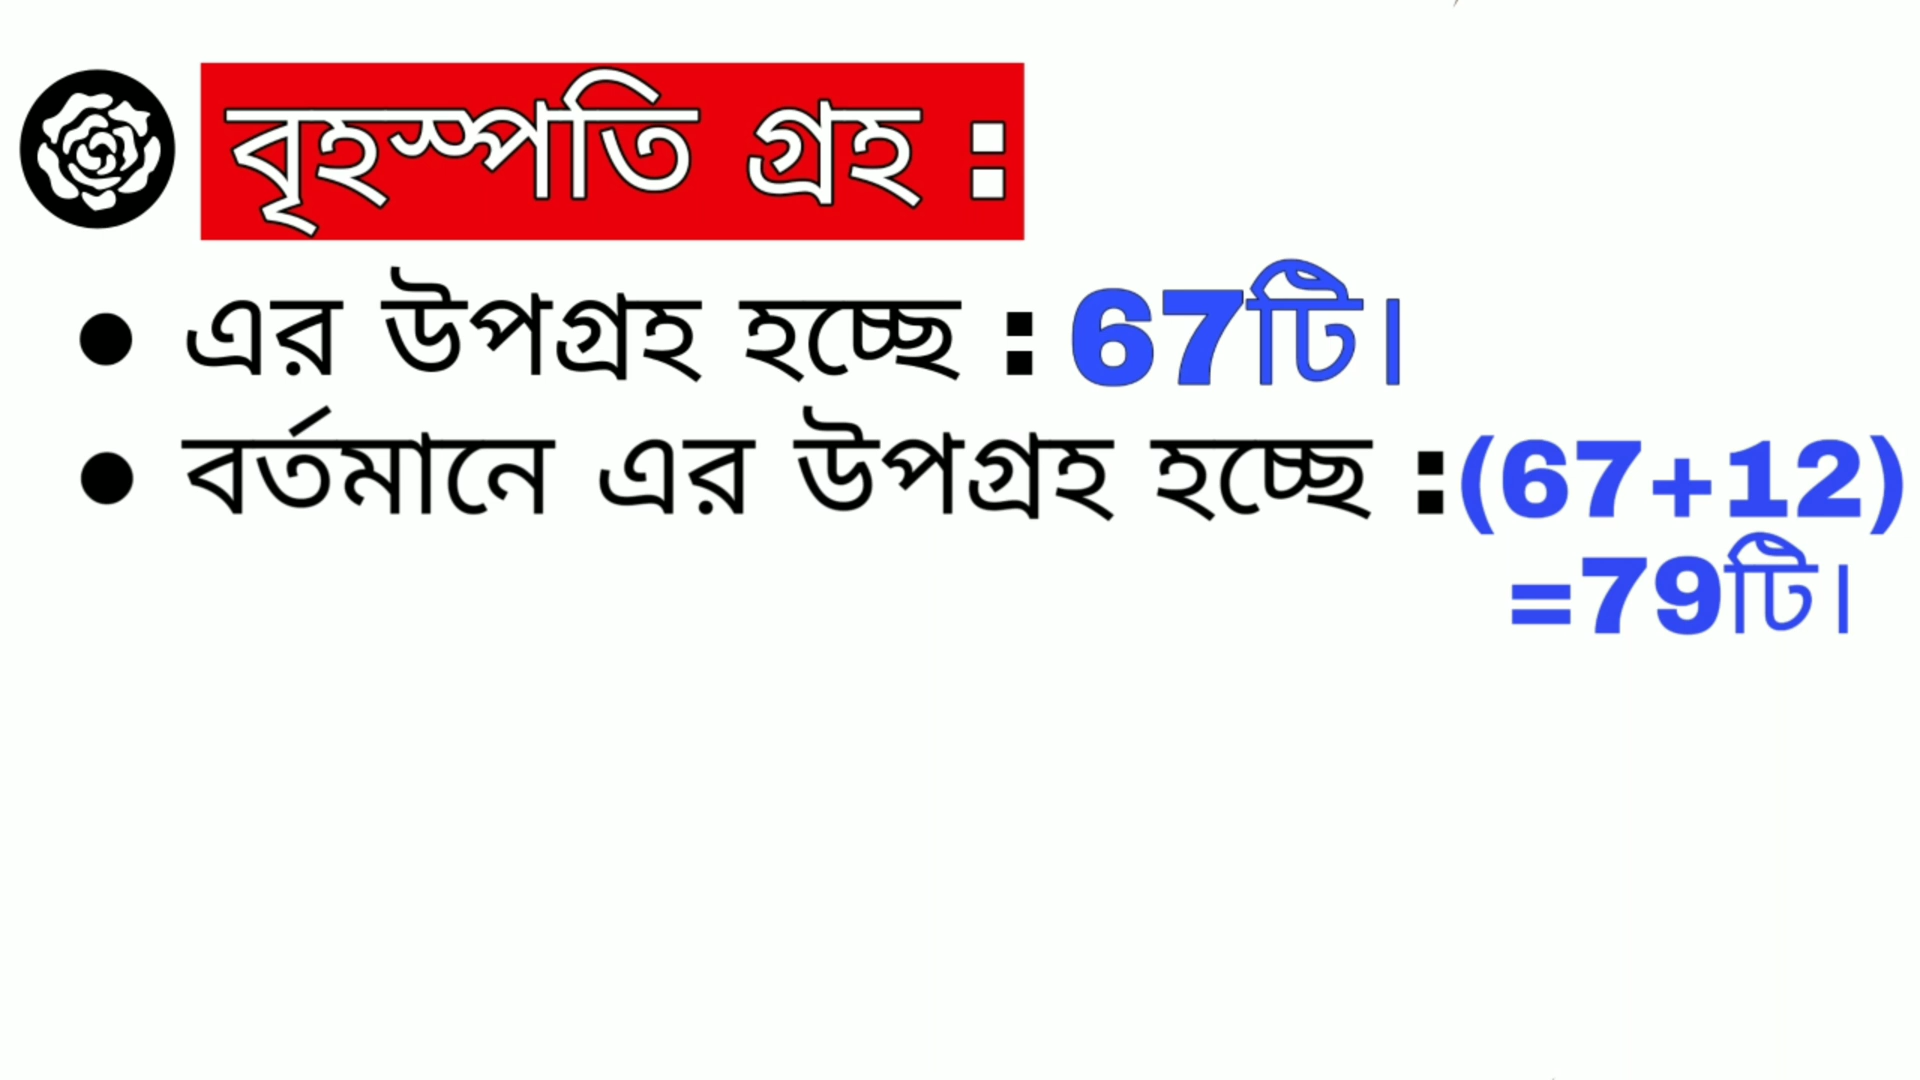 বৃহস্পতি গ্রহ :
• এর উপগ্রহ হচ্ছে : 67টি।
• বর্তমানে এর উপগ্রহ হচ্ছে :(67+12)
=79টি।